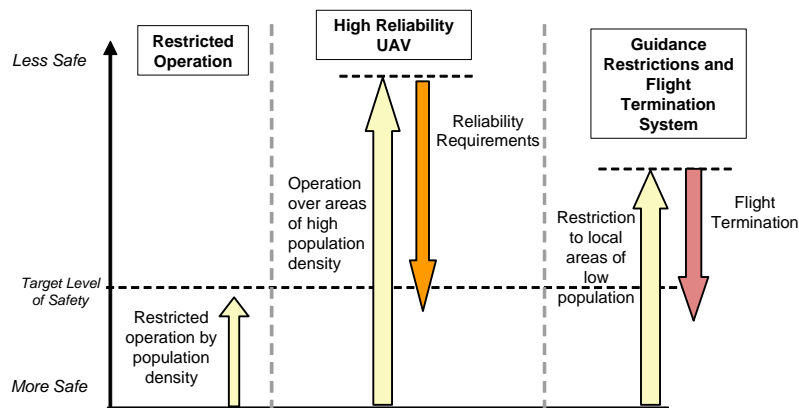 Restricted
Operation
High Reliability
UAV
Guidance
Restrictions and
Flight
Termination
System
Less Safe
Reliability
Requirements
Operation
over areas
of high
population
density
Restriction
to local
areas of
low
population
Flight
Termination
Target Level
of Safety
Restricted
operation by
population
density
More Safe